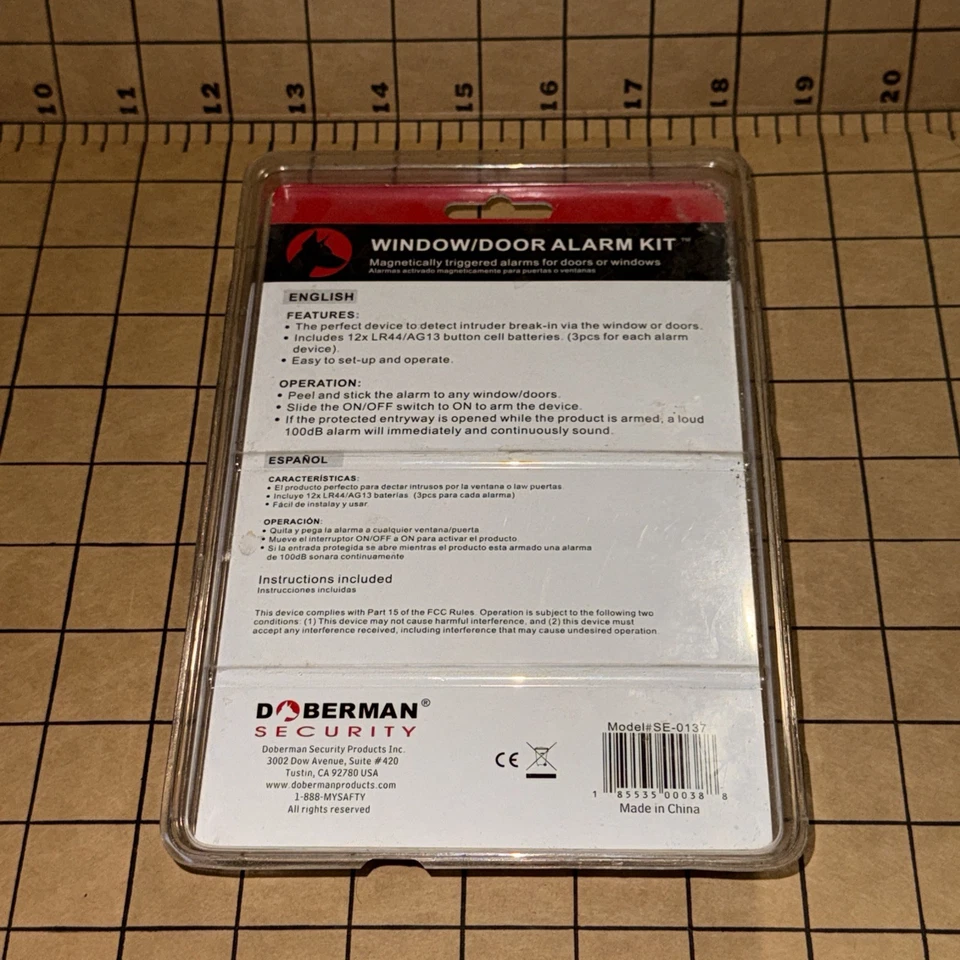 10 11 12 13 14 15 16 17 18 19 20
WINDOW/DOOR ALARM KIT™
Magnetically triggered alarms for doors or windows
Alarmas activado magneticamente para puertas o ventanas
ENGLISH
FEATURES:
• The perfect device to detect intruder break-in via the window or doors.
• Includes 12x LR44/AG13 button cell batteries. (3pcs for each alarm
device).
• Easy to set-up and operate.
OPERATION:
• Peel and stick the alarm to any window/doors.
• Slide the ON/OFF switch to ON to arm the device.
• If the protected entryway is opened while the product is armed, a loud
100dB alarm will immediately and continuously sound.
ESPAÑOL
CARACTERÍSTICAS:
• El producto perfecto para dectar intrusos por la ventana o law puertas
• Incluye 12x LR44/AG13 baterías. (3pcs para cada alarma)
• Fácil de instalay y usar
OPERACIÓN:
• Quita y pega la alarma a cualquier ventana/puerta
• Mueve el interruptor ON/OFF a ON para activar el producto
• Si la entrada protegida se abre mientras el producto esta armado una alarma
de 100dB sonara continuamente
Instructions included
Instrucciones incluidas
This device complies with Part 15 of the FCC Rules. Operation is subject to the following two
conditions: (1) This device may not cause harmful interference, and (2) this device must
accept any interference received, including interference that may cause undesired operation.
DOBERMAN®
SECURITY
Doberman Security Products Inc.
3002 Dow Avenue, Suite #420
Tustin, CA 92780 USA
www.dobermanproducts.com
1-888-MYSAFTY
All rights reserved
CE
Model#SE-0137
1 85535 00038 8
Made in China